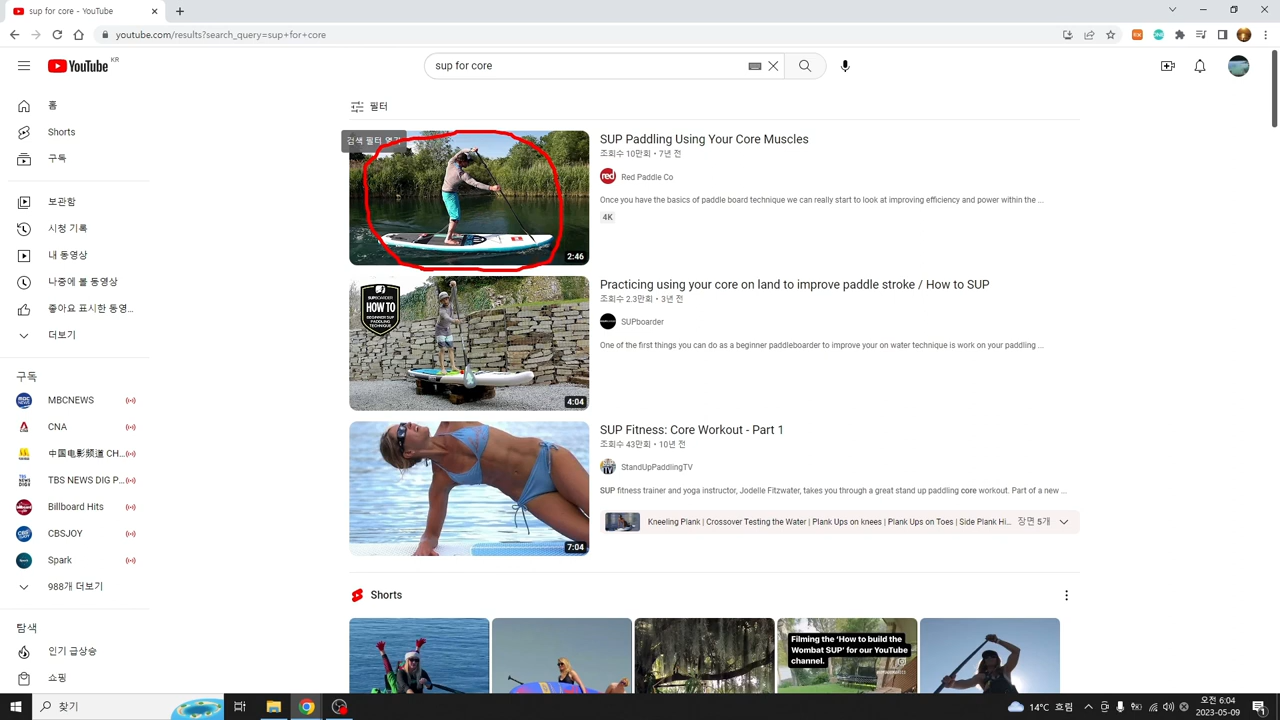 sup for core - YouTube
youtube.com/results?search_query=sup+for+core
YouTube KR
sup for core
홈
Shorts
구독
보관함
시청 기록
내 동영상
나중에 볼 동영상
좋아요 표시한 동영...
더보기
구독
MBCNEWS
CNA
中国电影频道 CH...
TBS NEWS DIG P...
Billboard Hits
CBSJOY
Spark
988개 더보기
탐색
인기 급상승
쇼핑
필터
검색 필터
2:46
SUP Paddling Using Your Core Muscles
조회수 10만회 • 7년 전
red
Red Paddle Co
Once you have the basics of paddle board technique we can really start to look at improving efficiency and power within the ...
4K
SUPBOARDER
HOW TO
BEGINNER SUP
PADDLING
TECHNIQUE
4:04
Practicing using your core on land to improve paddle stroke / How to SUP
조회수 2.3만회 • 3년 전
SUPboarder
One of the first things you can do as a beginner paddleboarder to improve your on water technique is work on your paddling ...
7:04
SUP Fitness: Core Workout - Part 1
조회수 43만회 • 10년 전
StandUpPaddlingTV
SUP fitness trainer and yoga instructor, Jodelle Fitzwater, takes you through a great stand up paddling core workout. Part of a new
Kneeling Plank | Crossover Testing the Obliques | Plank Ups on knees | Plank Ups on Toes | Side Plank Hi... 장면 5개
Shorts
Filming the 'How to build the
Wombat SUP' for our YouTube
channel.
찾기
14°C 흐림
오전 6:04
2023-05-09